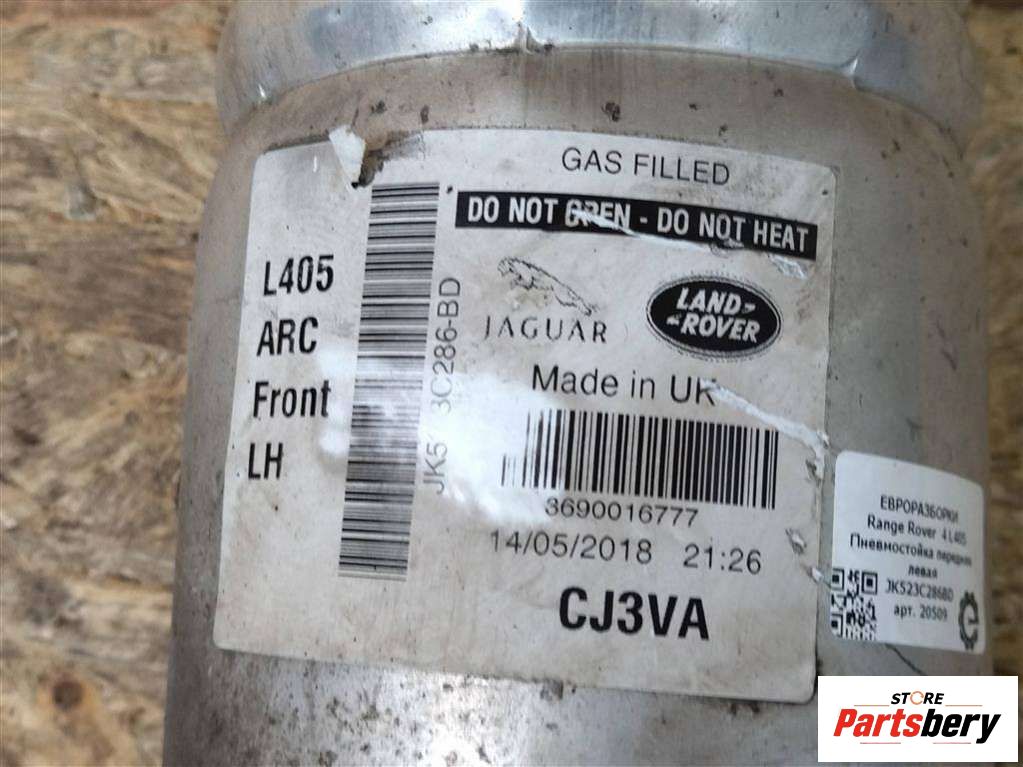 GAS FILLED
DO NOT OPEN - DO NOT HEAT
L405
ARC
Front
LH
JK5 3C286-BD
JAGUAR
LAND-
-ROVER
Made in UK
3690016777
14/05/2018 21:26
CJ3VA
ЕВРОРАЗБОРКИ
Range Rover 4 L405
Пневмостойка передняя
левая
JK523C286BD
арт. 20509
STORE
Partsbery